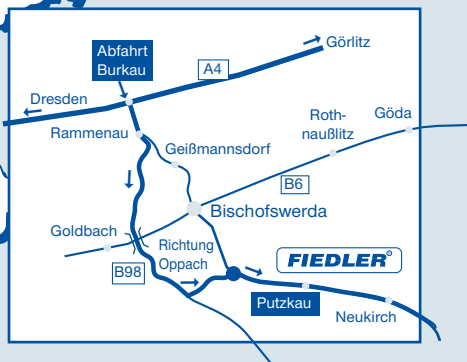 Abfahrt
Burkau
Görlitz
A4
Dresden
Rammenau
Roth-
naußlitz
Göda
Geißmannsdorf
B6
Bischofswerda
Goldbach
Richtung
Oppach
B98
FIEDLER°
Putzkau
Neukirch